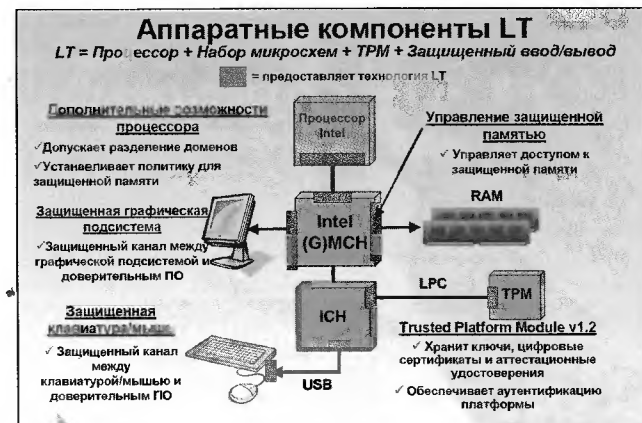 Аппаратные компоненты LT
LT = Процессор + Набор микросхем + TPM + Защищенный ввод/вывод
= предоставляет технология LT
Дополнительные возможности
процессора
✓Допускает разделение доменов
✓Устанавливает политику для
защищенной памяти
Процессор
Intel
Управление защищенной
памятью
✓ Управляет доступом к
защищенной памяти
Защищенная графическая
подсистема
✓Защищенный канал между
графической подсистемой и
доверительным ПО
Intel
(G)MCH
RAM
LPC
TPM
ICH
Защищенная
клавиатура/мышь
✓ Защищенный канал
между
клавиатурой/мышью и
доверительным ПО
USB
Trusted Platform Module v1.2
✓ Хранит ключи, цифровые
сертификаты и аттестационные
удостоверения
✓ Обеспечивает аутентификацию
платформы